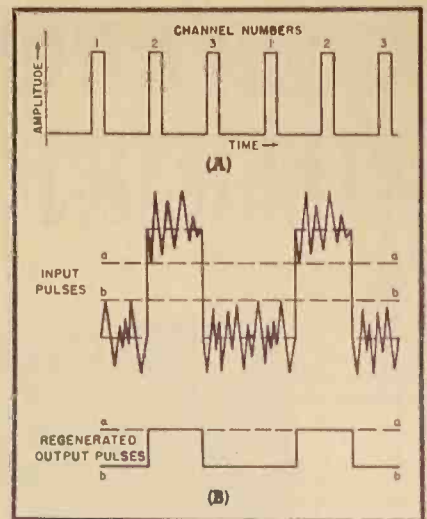 CHANNEL NUMBERS
1 2 3 1 2 3
AMPLITUDE→
TIME→
(A)
a a
INPUT
PULSES
b b
a a
REGENERATED
OUTPUT PULSES
b b
(B)